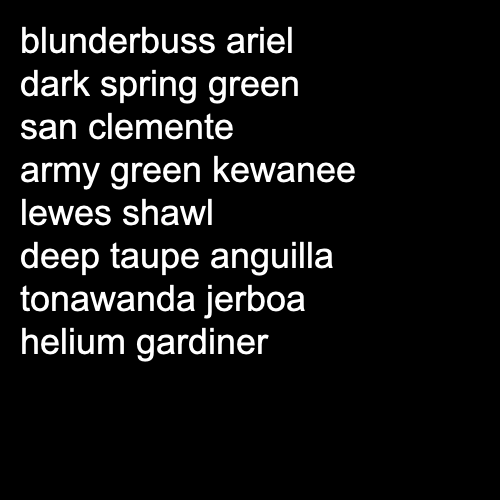 blunderbuss ariel
dark spring green
san clemente
army green kewanee
lewes shawl
deep taupe anguilla
tonawanda jerboa
helium gardiner